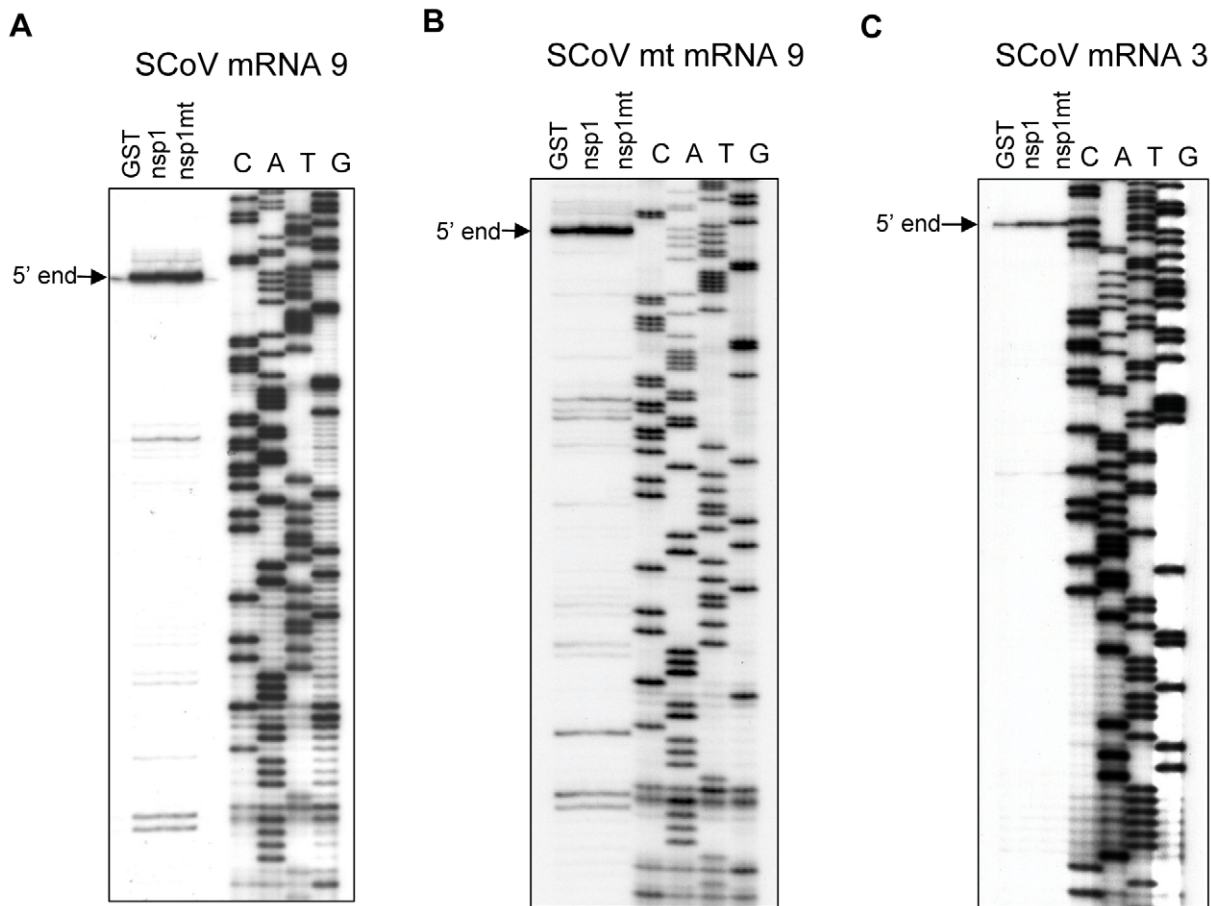 A
SCoV mRNA 9
GST
nsp1
nsp1mt
C A T G
5' end
B
SCoV mt mRNA 9
GST
nsp1
nsp1mt
C A T G
5' end
C
SCoV mRNA 3
GST
nsp1
nsp1mt
C A T G
5' end